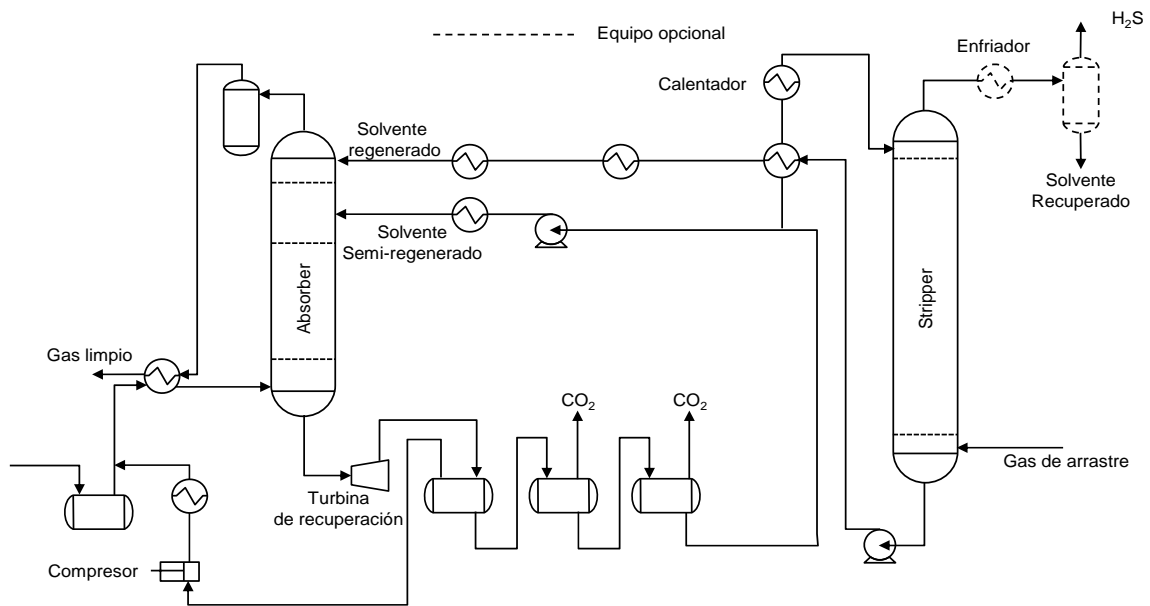 H₂S
Equipo opcional
Enfriador
Calentador
Solvente
regenerado
Solvente
Recuperado
Solvente
Semi-regenerado
Absorber
Stripper
Gas limpio
CO₂
CO₂
Gas de arrastre
Turbina
de recuperación
Compresor